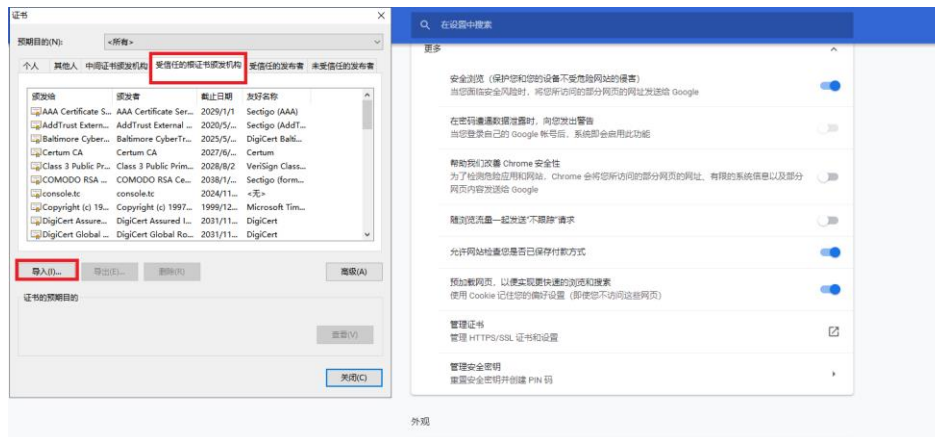 证书
预期目的(N): <所有>
个人 其他人 中间证书颁发机构 受信任的根证书颁发机构 受信任的发布者 未受信任的发布者
颁发给 颁发者 截止日期 友好名称
AAA Certificate S... AAA Certificate Ser... 2029/1/1 Sectigo (AAA)
AddTrust Extern... AddTrust External ... 2020/5/... Sectigo (AddT...
Baltimore Cyber... Baltimore CyberTr... 2025/5/... DigiCert Balti...
Certum CA Certum CA 2027/6/... Certum
Class 3 Public Pr... Class 3 Public Prim... 2028/8/2 VeriSign Class...
COMODO RSA ... COMODO RSA Ce... 2038/1/... Sectigo (form...
console.tc console.tc 2024/11... <无>
Copyright (c) 19... Copyright (c) 1997... 1999/12... Microsoft Tim...
DigiCert Assure... DigiCert Assured I... 2031/11... DigiCert
DigiCert Global ... DigiCert Global Ro... 2031/11... DigiCert
导入(I)... 导出(E)... 删除(R) 高级(A)
证书的预期目的
查看(V)
关闭(C)
在设置中搜索
更多
安全浏览（保护您和您的设备不受危险网站的侵害）
当您面临安全风险时，将您所访问的部分网页的网址发送给 Google
在密码遭遇数据泄露时，向您发出警告
当您登录自己的 Google 帐号后，系统即会启用此功能
帮助我们改善 Chrome 安全性
为了检测危险应用和网站，Chrome 会将您所访问的部分网页的网址、有限的系统信息以及部分
网页内容发送给 Google
随浏览流量一起发送“不跟踪”请求
允许网站检查您是否已保存付款方式
预加载网页，以便实现更快速的浏览和搜索
使用 Cookie 记住您的偏好设置（即使您不访问这些网页）
管理证书
管理 HTTPS/SSL 证书和设置
管理安全密钥
重置安全密钥并创建 PIN 码
外观